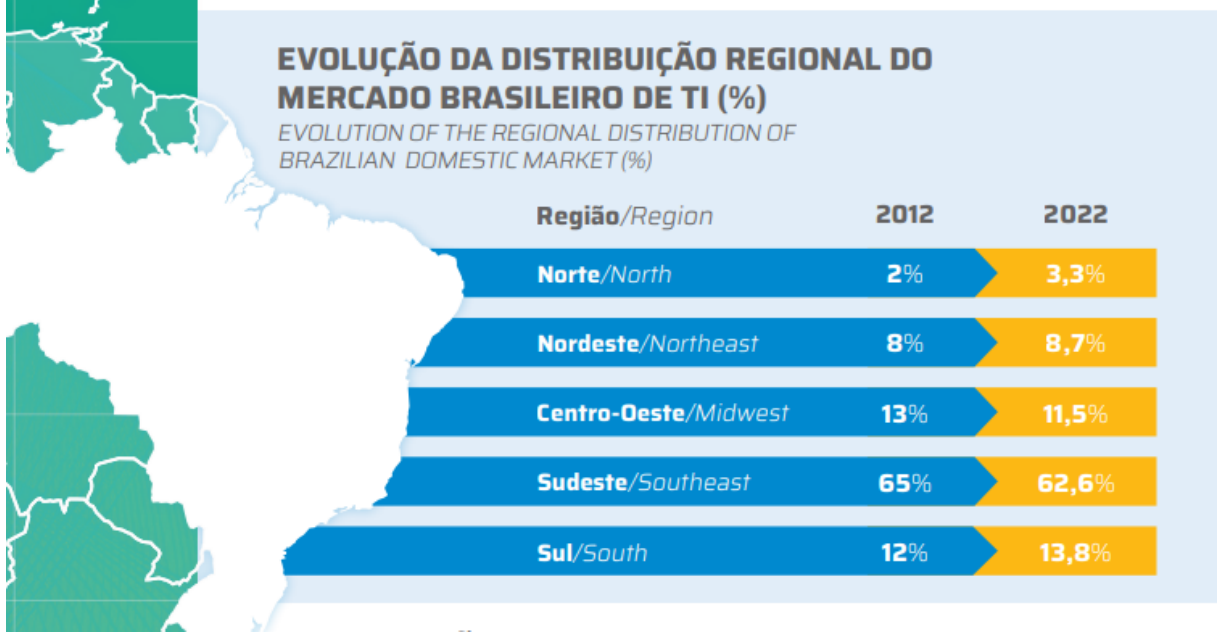 EVOLUÇÃO DA DISTRIBUIÇÃO REGIONAL DO
MERCADO BRASILEIRO DE TI (%)
EVOLUTION OF THE REGIONAL DISTRIBUTION OF
BRAZILIAN DOMESTIC MARKET (%)
Região/Region 2012 2022
Norte/North 2% 3,3%
Nordeste/Northeast 8% 8,7%
Centro-Oeste/Midwest 13% 11,5%
Sudeste/Southeast 65% 62,6%
Sul/South 12% 13,8%